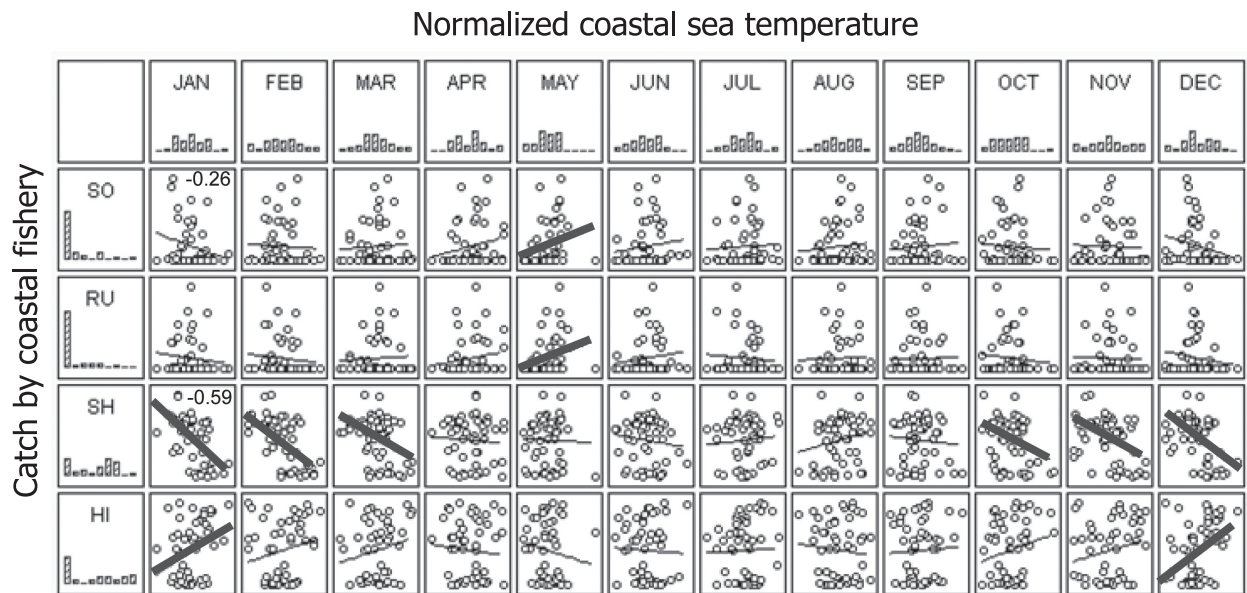 Normalized coastal sea temperature
JAN FEB MAR APR MAY JUN JUL AUG SEP OCT NOV DEC
Catch by coastal fishery
SO -0.26
RU
SH -0.59
HI